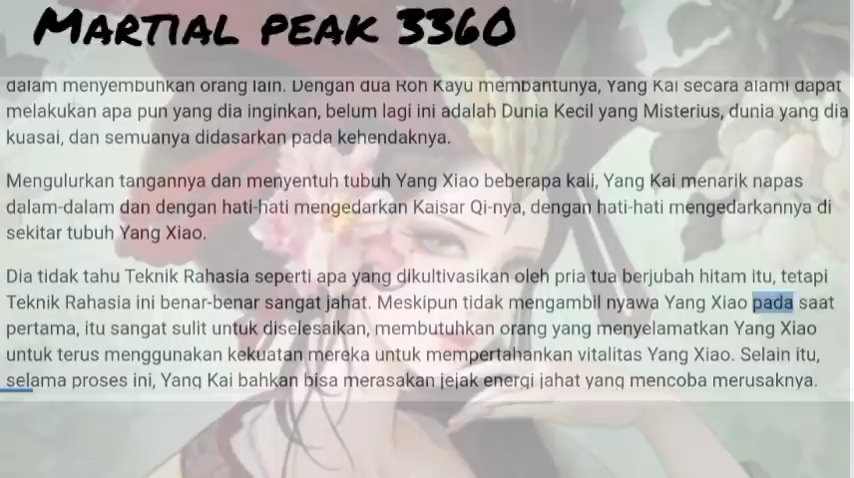 MARTIAL PEAK 3360
dalam menyembuhkan orang lain. Dengan dua Roh Kayu membantunya, Yang Kai secara alami dapat
melakukan apa pun yang dia inginkan, belum lagi ini adalah Dunia Kecil yang Misterius, dunia yang dia
kuasai, dan semuanya didasarkan pada kehendaknya.
Mengulurkan tangannya dan menyentuh tubuh Yang Xiao beberapa kali, Yang Kai menarik napas
dalam-dalam dan dengan hati-hati mengedarkan Kaisar Qi-nya, dengan hati-hati mengedarkannya di
sekitar tubuh Yang Xiao.
Dia tidak tahu Teknik Rahasia seperti apa yang dikultivasikan oleh pria tua berjubah hitam itu, tetapi
Teknik Rahasia ini benar-benar sangat jahat. Meskipun tidak mengambil nyawa Yang Xiao pada saat
pertama, itu sangat sulit untuk diselesaikan, membutuhkan orang yang menyelamatkan Yang Xiao
untuk terus menggunakan kekuatan mereka untuk mempertahankan vitalitas Yang Xiao. Selain itu,
selama proses ini, Yang Kai bahkan bisa merasakan jejak energi jahat yang mencoba merusaknya.